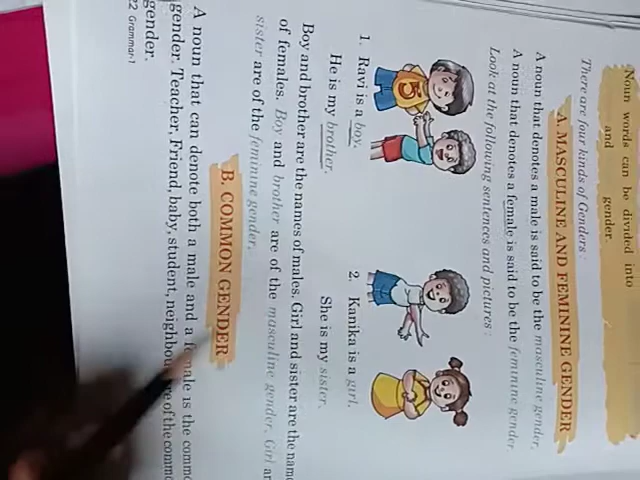 Noun words can be divided into
and gender.
There are four kinds of Genders :
A. MASCULINE AND FEMININE GENDER
A noun that denotes a male is said to be the masculine gender.
A noun that denotes a female is said to be the feminine gender.
Look at the following sentences and pictures :
5
1. Ravi is a boy.
He is my brother.
2. Kanika is a girl.
She is my sister.
Boy and brother are the names of males. Girl and sister are the
of females. Boy and brother are of the masculine gender. Girl
sister are of the feminine gender.
B. COMMON GENDER
A noun that can denote both a male and a female is the
gender. Teacher, Friend, baby, student, of the
gender.
22 Grammar-1